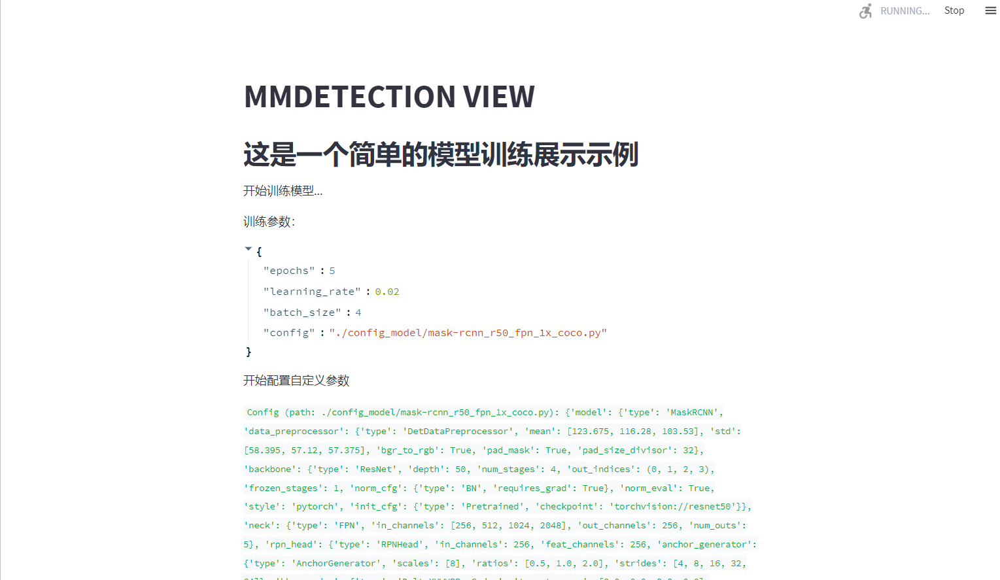 RUNNING...
Stop
MMDETECTION VIEW
这是一个简单的模型训练展示示例
开始训练模型...
训练参数：
{
"epochs" : 5
"learning_rate" : 0.02
"batch_size" : 4
"config" : "./config_model/mask-rcnn_r50_fpn_1x_coco.py"
}
开始配置自定义参数
Config (path: ./config_model/mask-rcnn_r50_fpn_1x_coco.py): {'model': {'type': 'MaskRCNN',
'data_preprocessor': {'type': 'DetDataPreprocessor', 'mean': [123.675, 116.28, 103.53], 'std':
[58.395, 57.12, 57.375], 'bgr_to_rgb': True, 'pad_mask': True, 'pad_size_divisor': 32},
'backbone': {'type': 'ResNet', 'depth': 50, 'num_stages': 4, 'out_indices': (0, 1, 2, 3),
'frozen_stages': 1, 'norm_cfg': {'type': 'BN', 'requires_grad': True}, 'norm_eval': True,
'style': 'pytorch', 'init_cfg': {'type': 'Pretrained', 'checkpoint': 'torchvision://resnet50'}},
'neck': {'type': 'FPN', 'in_channels': [256, 512, 1024, 2048], 'out_channels': 256, 'num_outs':
5}, 'rpn_head': {'type': 'RPNHead', 'in_channels': 256, 'feat_channels': 256, 'anchor_generator':
{'type': 'AnchorGenerator', 'scales': [8], 'ratios': [0.5, 1.0, 2.0], 'strides': [4, 8, 16, 32,